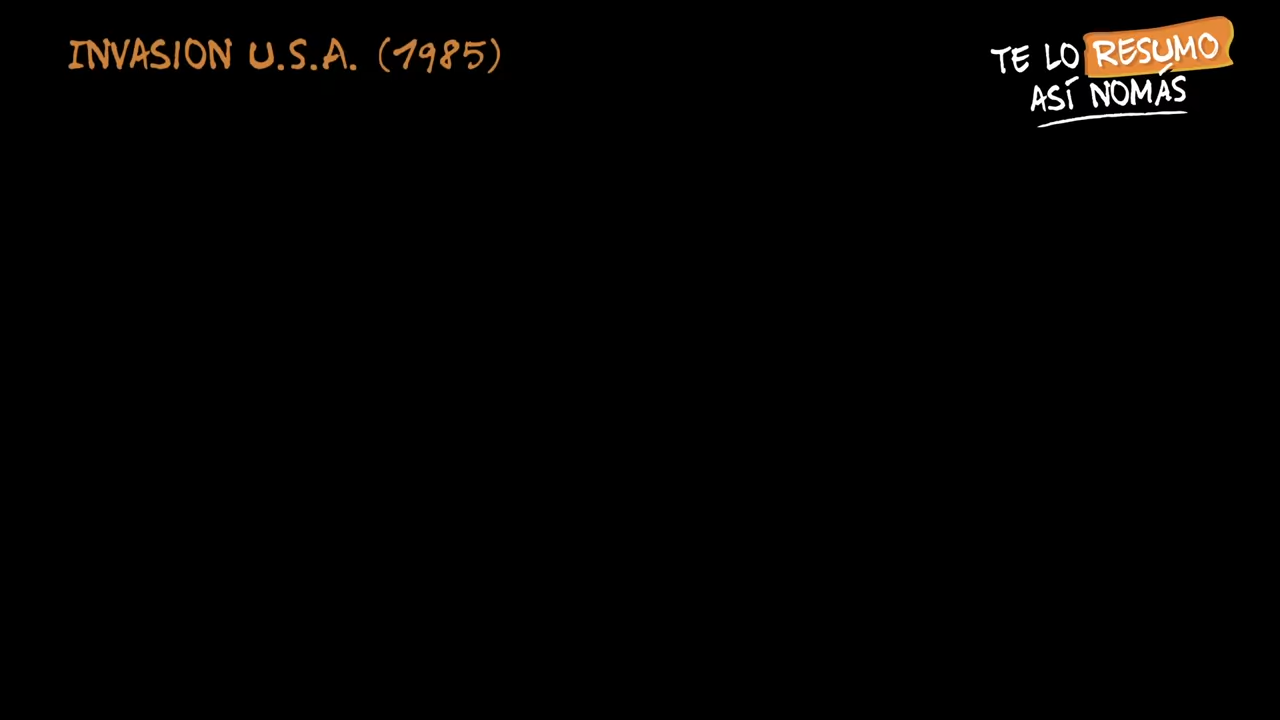 INVASION U.S.A. (1985)
TE LO RESUMO
ASÍ NOMÁS